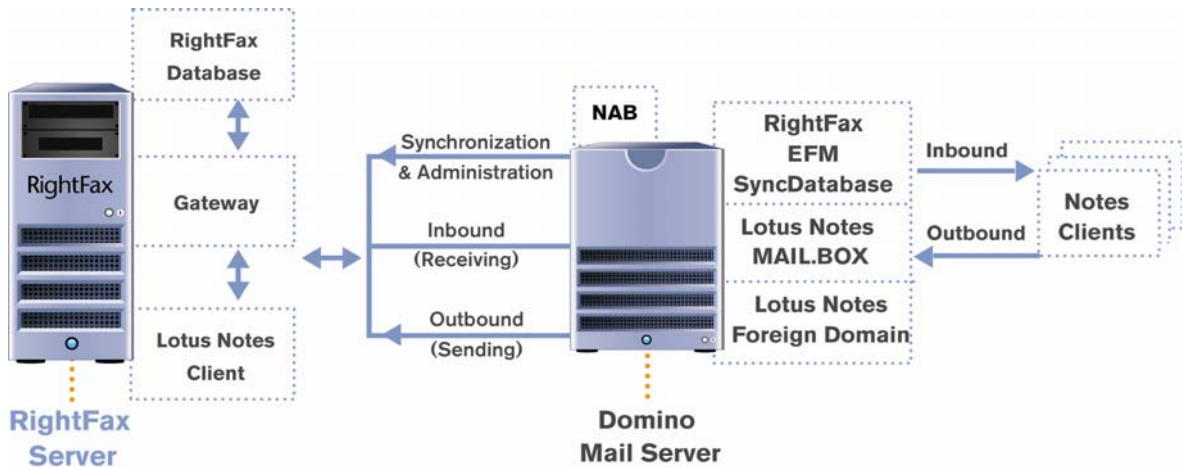 RightFax
Database
RightFax
Gateway
Lotus Notes
Client
RightFax
Server
Synchronization
& Administration
Inbound
(Receiving)
Outbound
(Sending)
NAB
RightFax
EFM
SyncDatabase
Lotus Notes
MAIL.BOX
Lotus Notes
Foreign Domain
Domino
Mail Server
Inbound
Outbound
Notes
Clients